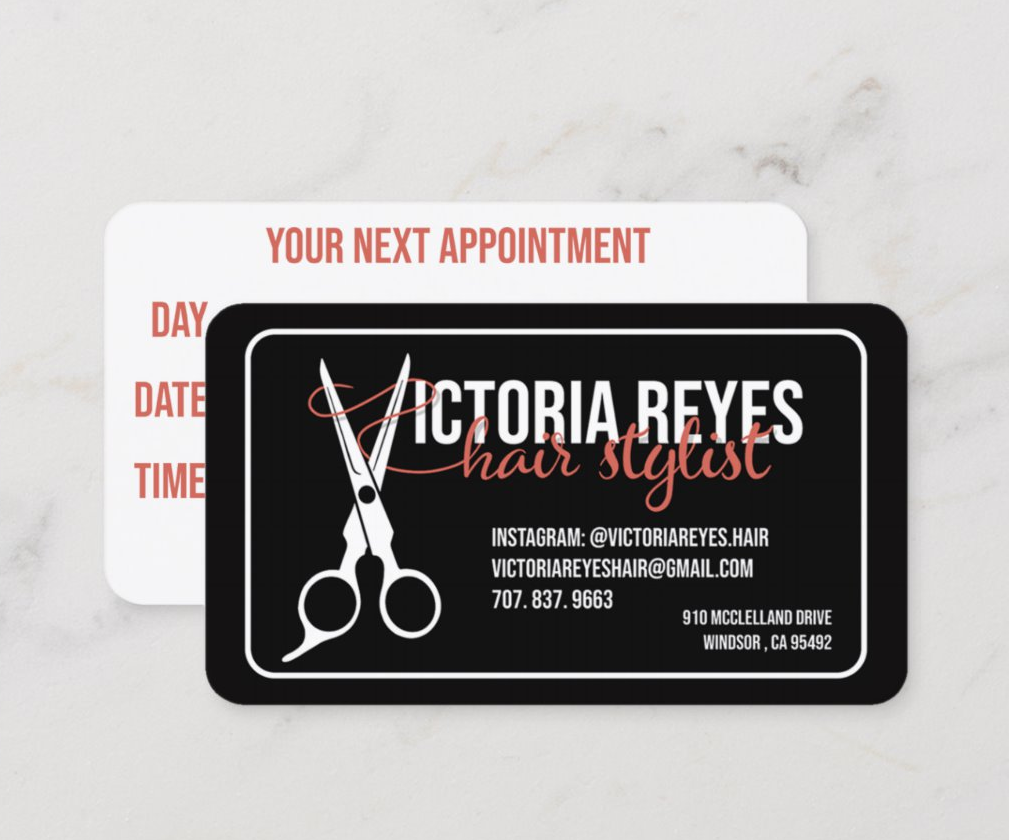 YOUR NEXT APPOINTMENT
DAY
DATE
TIME
VICTORIA REYES
hair stylist
INSTAGRAM: @VICTORIAREYES.HAIR
VICTORIAREYESHAIR@GMAIL.COM
707. 837. 9663
910 MCCLELLAND DRIVE
WINDSOR , CA 95492